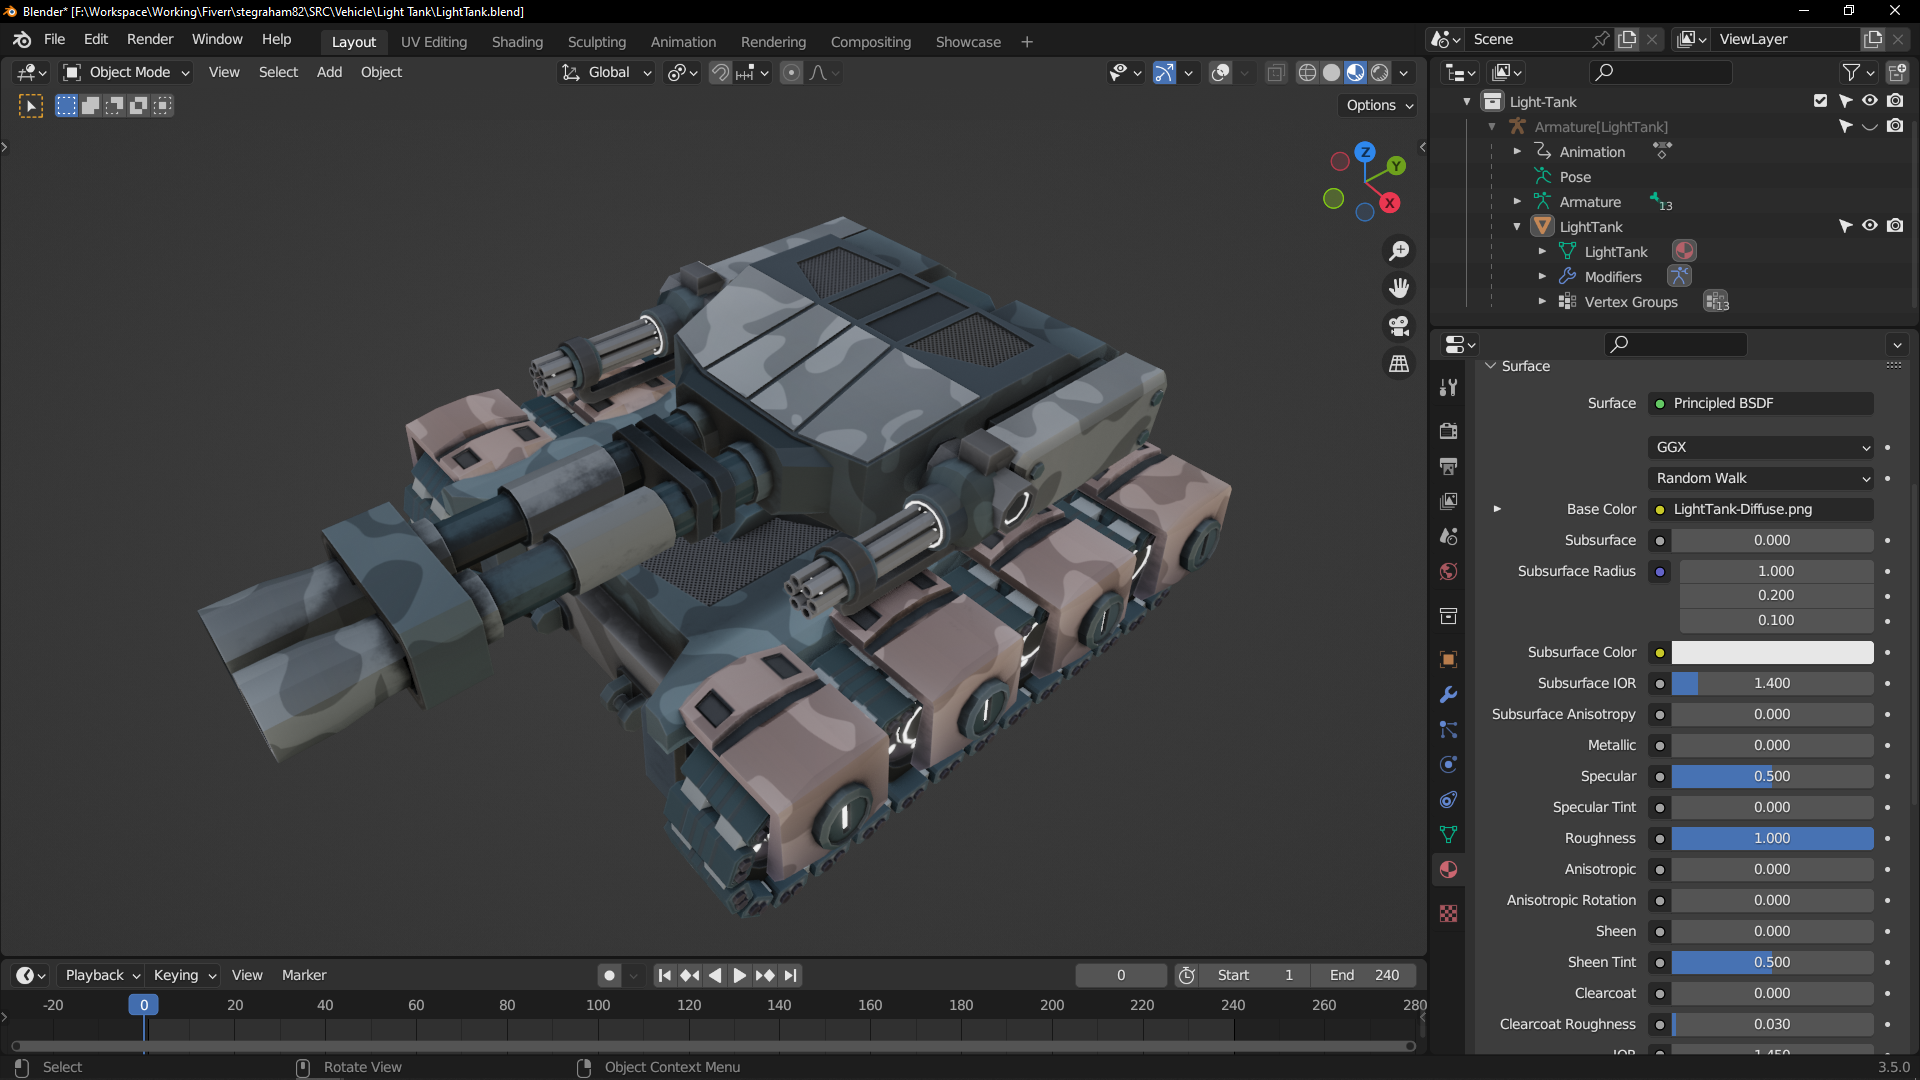 Blender* [F:\Workspace\Working\Fiverr\stegraham82\SRC\Vehicle\Light Tank\LightTank.blend]
File Edit Render Window Help
Layout UV Editing Shading Sculpting Animation Modeling Rendering Compositing Showcase +
Scene
ViewLayer
Object Mode View Select Add Object
Global
Options
Z
Y
X
Light-Tank
Armature[LightTank]
Animation
Pose
Armature 13
LightTank
LightTank
Modifiers
Vertex Groups 13
Surface
Surface Principled BSDF
GGX
Random Walk
Base Color LightTank-Diffuse.png
Subsurface 0.000
Subsurface Radius 1.000
0.200
0.100
Subsurface Color
Subsurface IOR 1.400
Subsurface Anisotropy 0.000
Metallic 0.000
Specular 0.500
Specular Tint 0.000
Roughness 1.000
Anisotropic 0.000
Anisotropic Rotation 0.000
Sheen 0.000
Sheen Tint 0.500
Clearcoat 0.000
Clearcoat Roughness 0.030
IOR 1.450
Playback Keying View Marker
0 Start 1 End 240
-20 0 20 40 60 80 100 120 140 160 180 200 220 240 260 280
Select Rotate View Object Context Menu 3.5.0